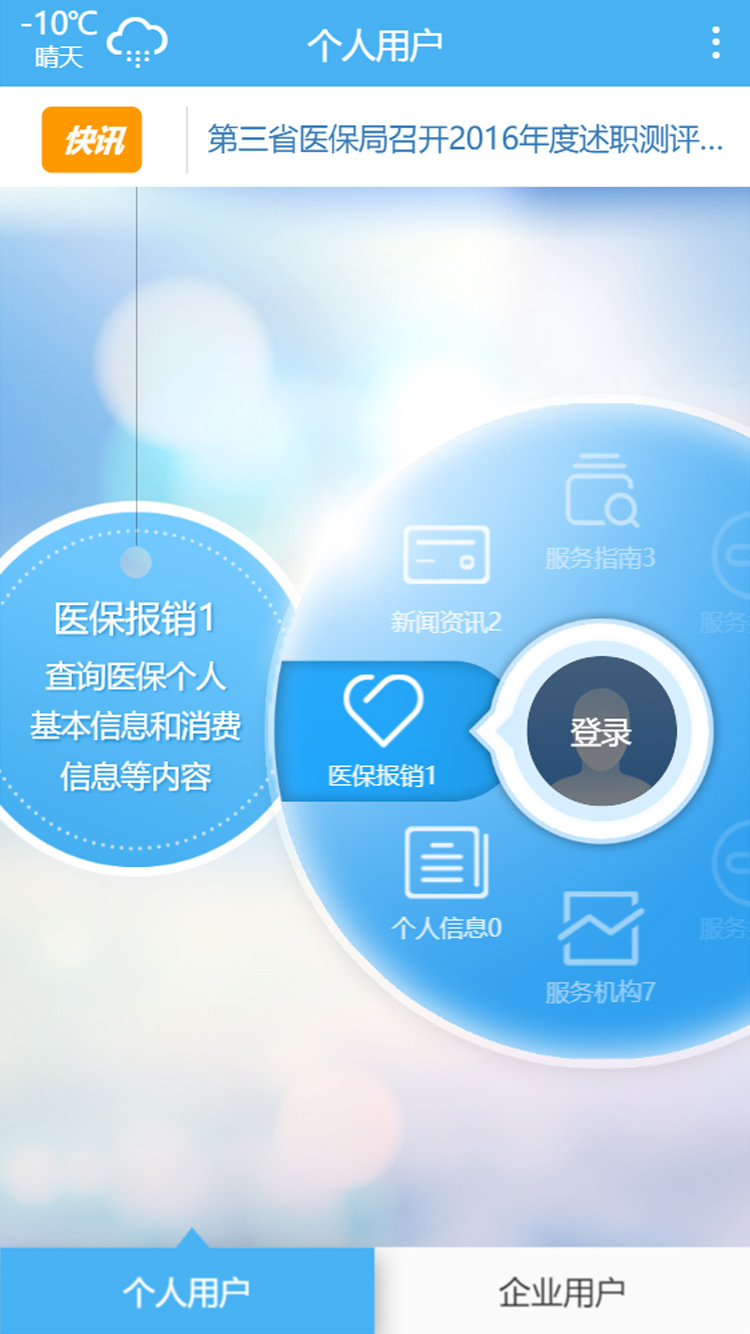 -10℃
晴天
个人用户
快讯
第三省医保局召开2016年度述职测评...
服务指南3
新闻资讯2
服务
医保报销1
查询医保个人
基本信息和消费
信息等内容
登录
医保报销1
个人信息0
服务
服务机构7
个人用户
企业用户